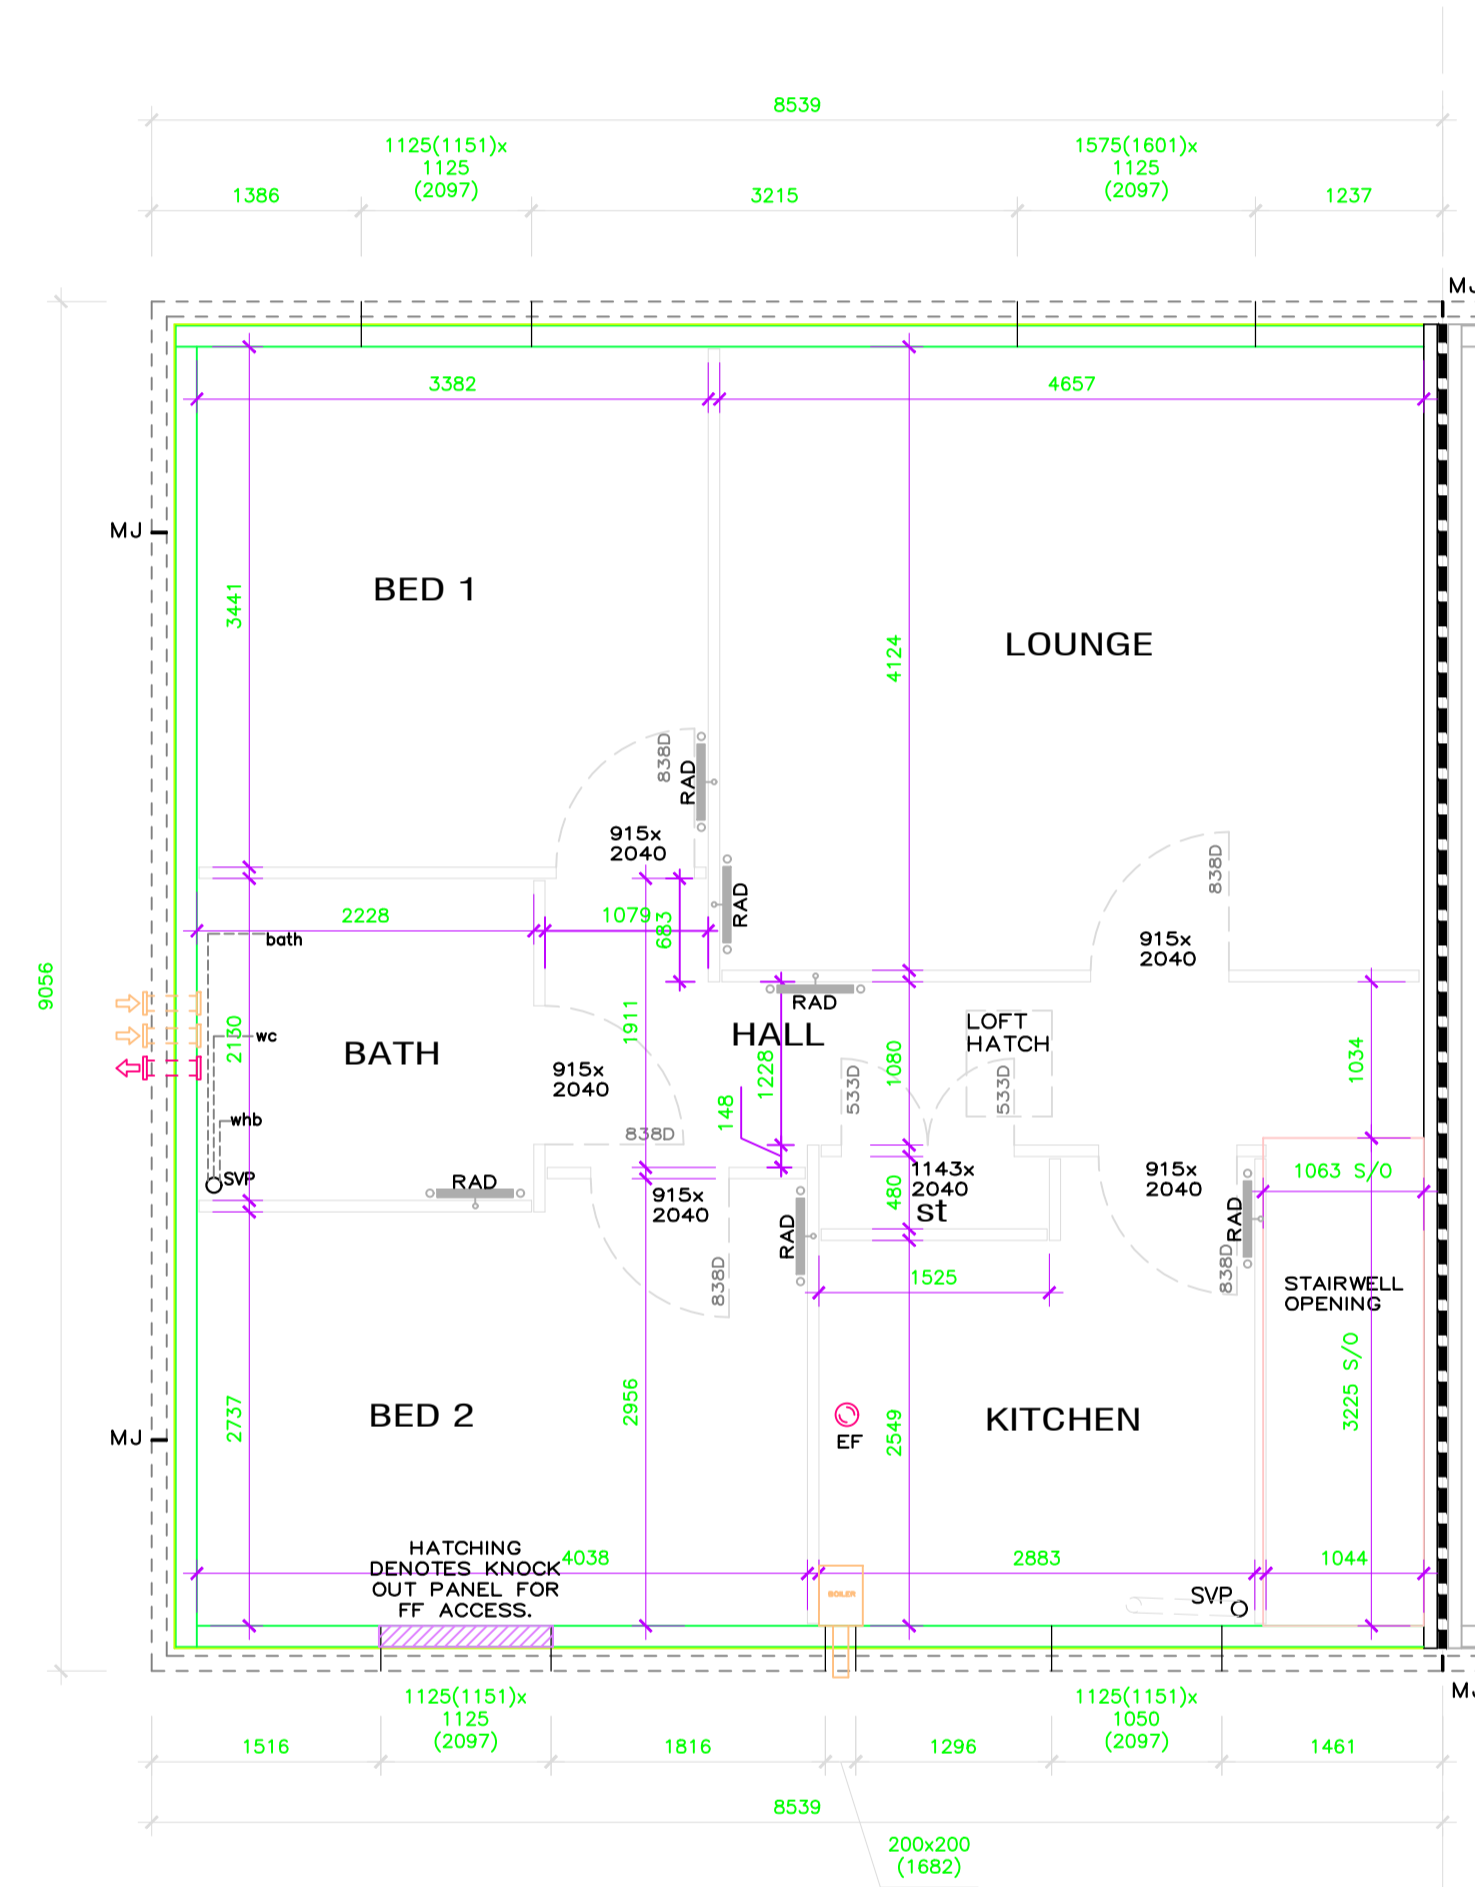 8539
1125(1151)x
1125
(2097)
1575(1601)x
1125
(2097)
1386
3215
1237
MJ
3382
4657
MJ
3441
BED 1
LOUNGE
4124
838D
RAD
915x
2040
838D
RAD
915x
2040
2228
1079
683
bath
9056
RAD
LOFT
HATCH
HALL
1911
2130
wc
BATH
1228
1080
1034
533D
533D
915x
2040
148
whb
838D
SVP
RAD
915x
2040
1143x
2040
st
480
915x
2040
1063 S/O
RAD
RAD
838D
838D
1525
STAIRWELL
OPENING
3225 S/O
2737
BED 2
2956
EF
2549
KITCHEN
MJ
HATCHING
DENOTES KNOCK
OUT PANEL FOR
FF ACCESS.
4038
2883
1044
BOILER
SVP
MJ
1125(1151)x
1125
(2097)
1125(1151)x
1050
(2097)
1516
1816
1296
1461
8539
200x200
(1682)